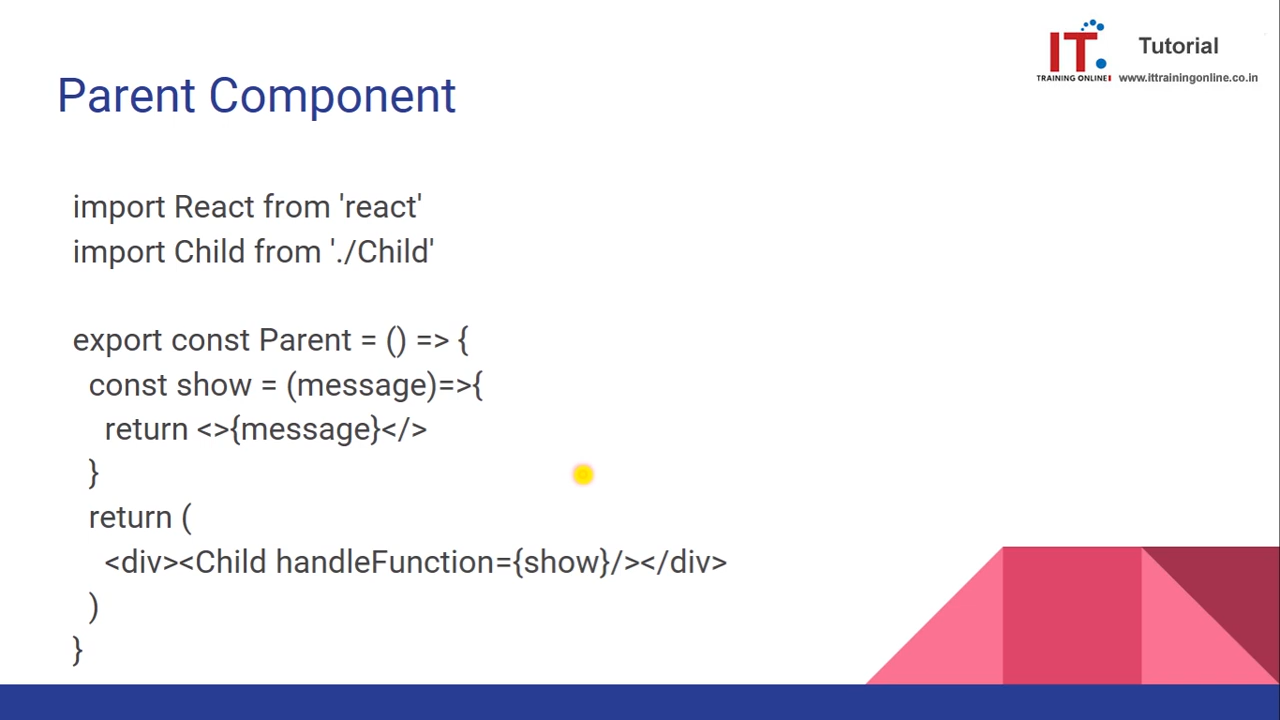 IT
Tutorial
TRAINING ONLINE
www.ittrainingonline.co.in
Parent Component
import React from 'react'
import Child from './Child'
export const Parent = () => {
const show = (message)=>{
return <>{message}</>
}
return (
<div><Child handleFunction={show}/></div>
)
}